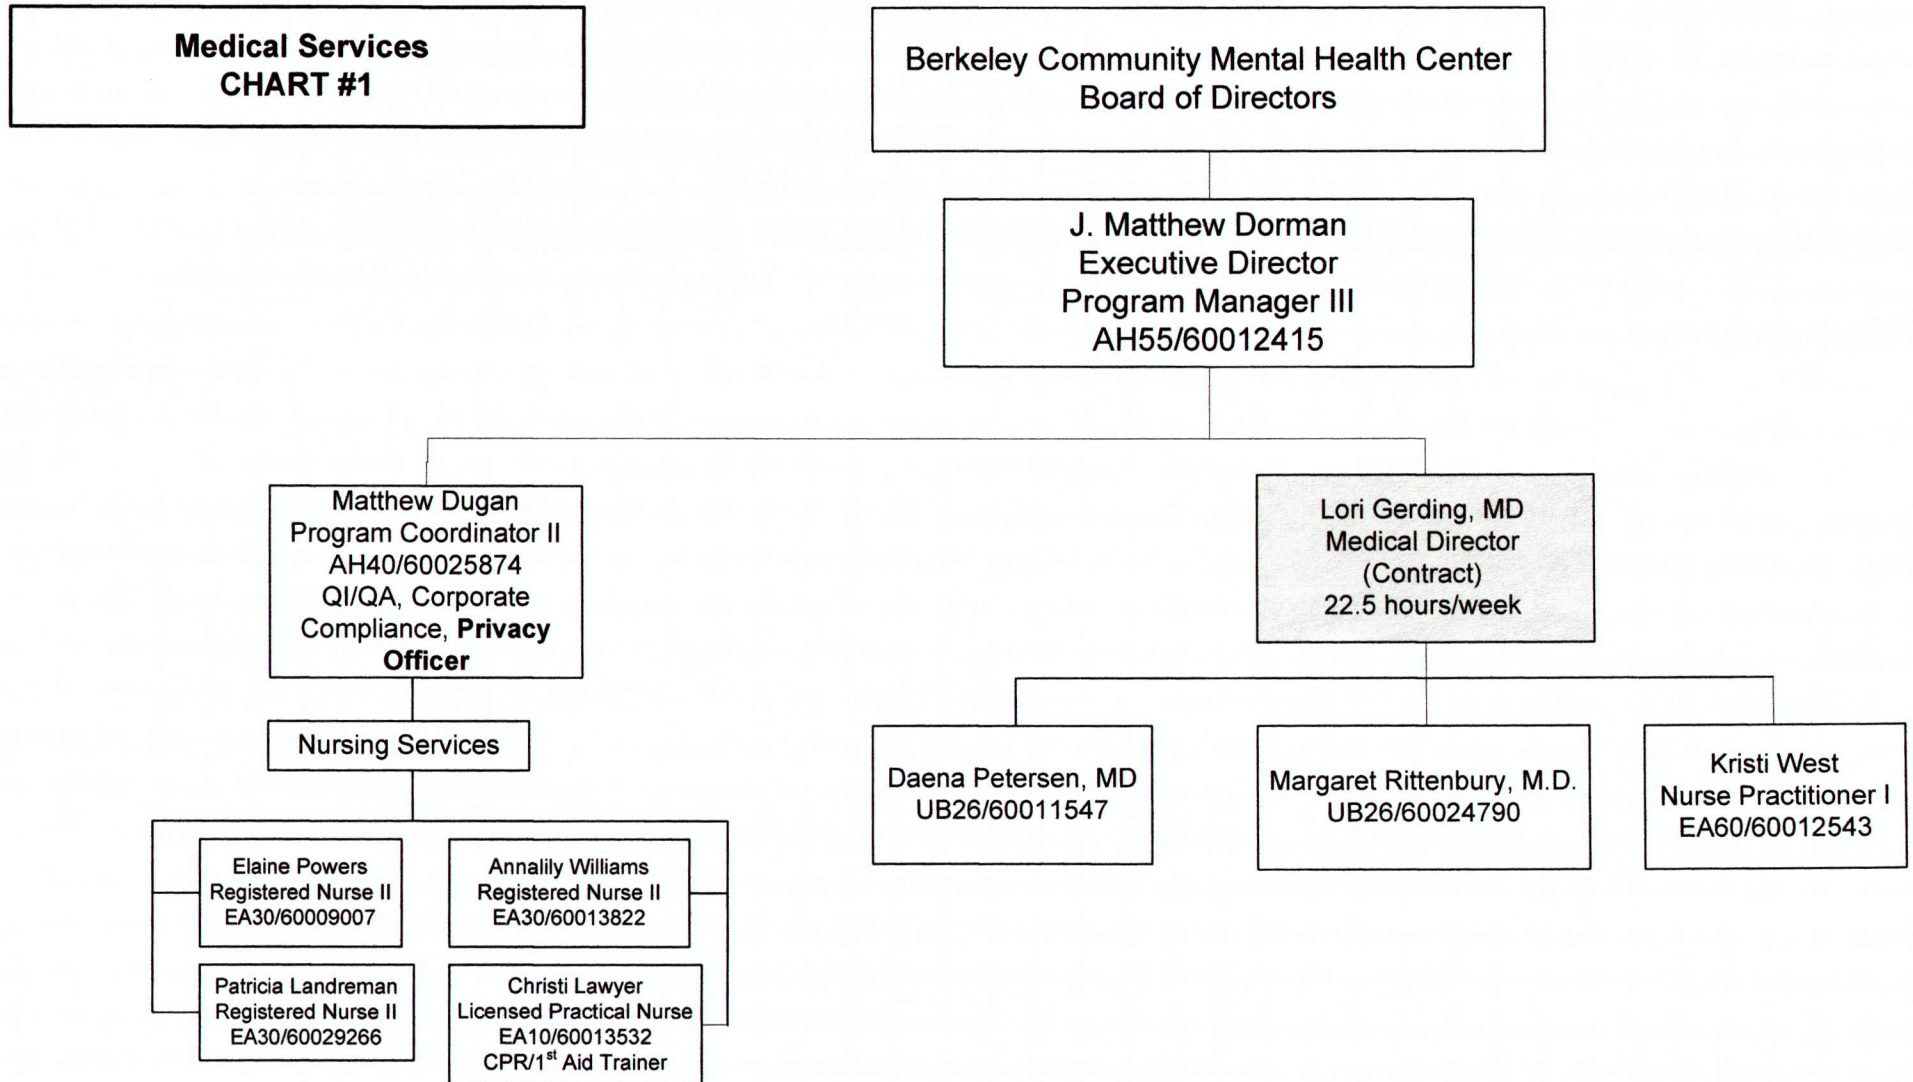 Medical Services
CHART #1
Berkeley Community Mental Health Center
Board of Directors
J. Matthew Dorman
Executive Director
Program Manager III
AH55/60012415
Matthew Dugan
Program Coordinator II
AH40/60025874
QI/QA, Corporate
Compliance, Privacy
Officer
Lori Gerding, MD
Medical Director
(Contract)
22.5 hours/week
Nursing Services
Daena Petersen, MD
UB26/60011547
Margaret Rittenbury, M.D.
UB26/60024790
Kristi West
Nurse Practitioner I
EA60/60012543
Elaine Powers
Registered Nurse II
EA30/60009007
Annalily Williams
Registered Nurse II
EA30/60013822
Patricia Landreman
Registered Nurse II
EA30/60029266
Christi Lawyer
Licensed Practical Nurse
EA10/60013532
CPR/1st Aid Trainer